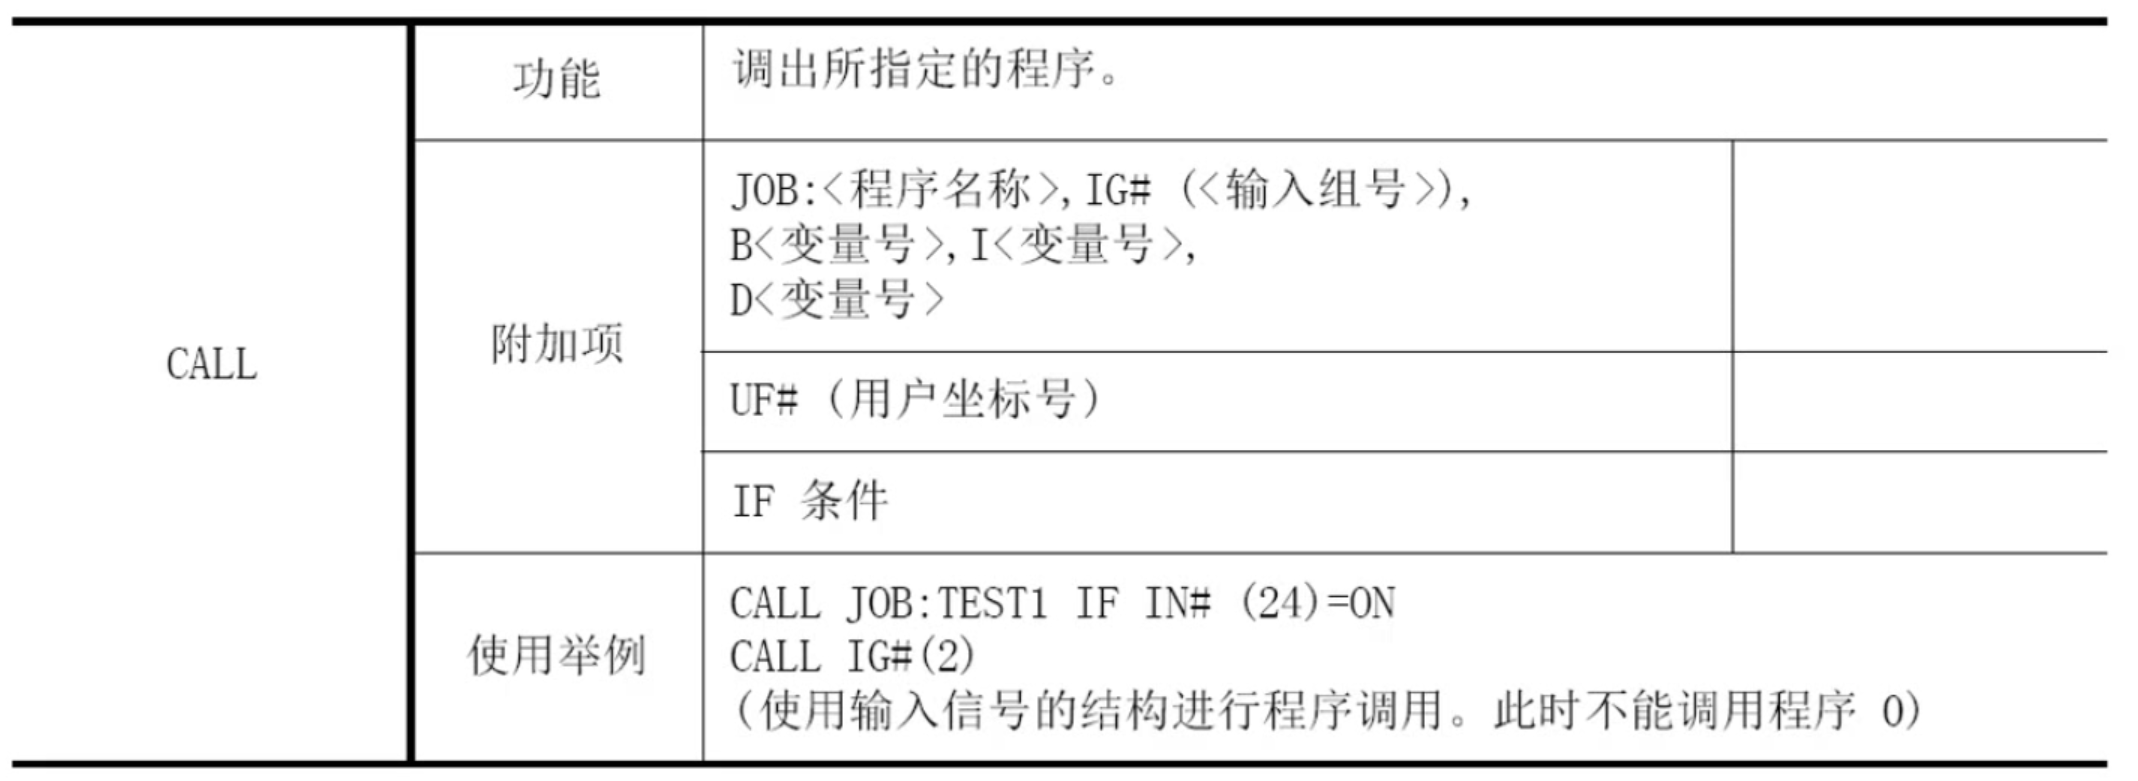 CALL
功能
调出所指定的程序。
附加项
JOB:<程序名称>,IG# (<输入组号>),
B<变量号>,I<变量号>,
D<变量号>
UF# (用户坐标号)
IF 条件
使用举例
CALL JOB:TEST1 IF IN# (24)=ON
CALL IG#(2)
(使用输入信号的结构进行程序调用。此时不能调用程序 0)